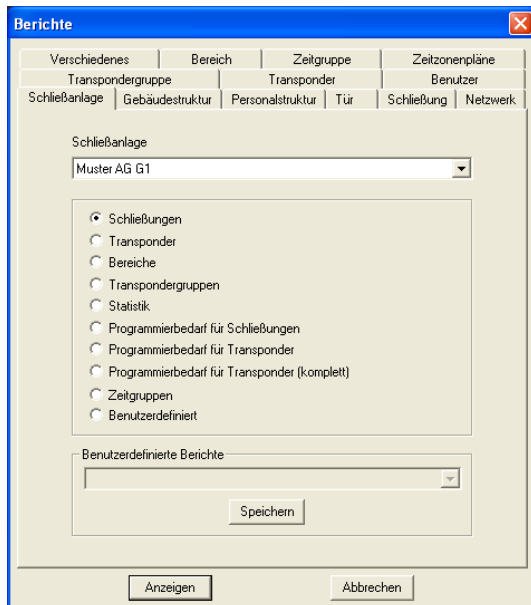 Berichte
Verschiedenes Bereich Zeitgruppe Zeitzonenpläne
Transpondergruppe Transponder Benutzer
Schließanlage Gebäudestruktur Personalstruktur Tür Schließung Netzwerk
Schließanlage
Muster AG G1
Schließungen
Transponder
Bereiche
Transpondergruppen
Statistik
Programmierbedarf für Schließungen
Programmierbedarf für Transponder
Programmierbedarf für Transponder (komplett)
Zeitgruppen
Benutzerdefiniert
Benutzerdefinierte Berichte
Speichern
Anzeigen Abbrechen